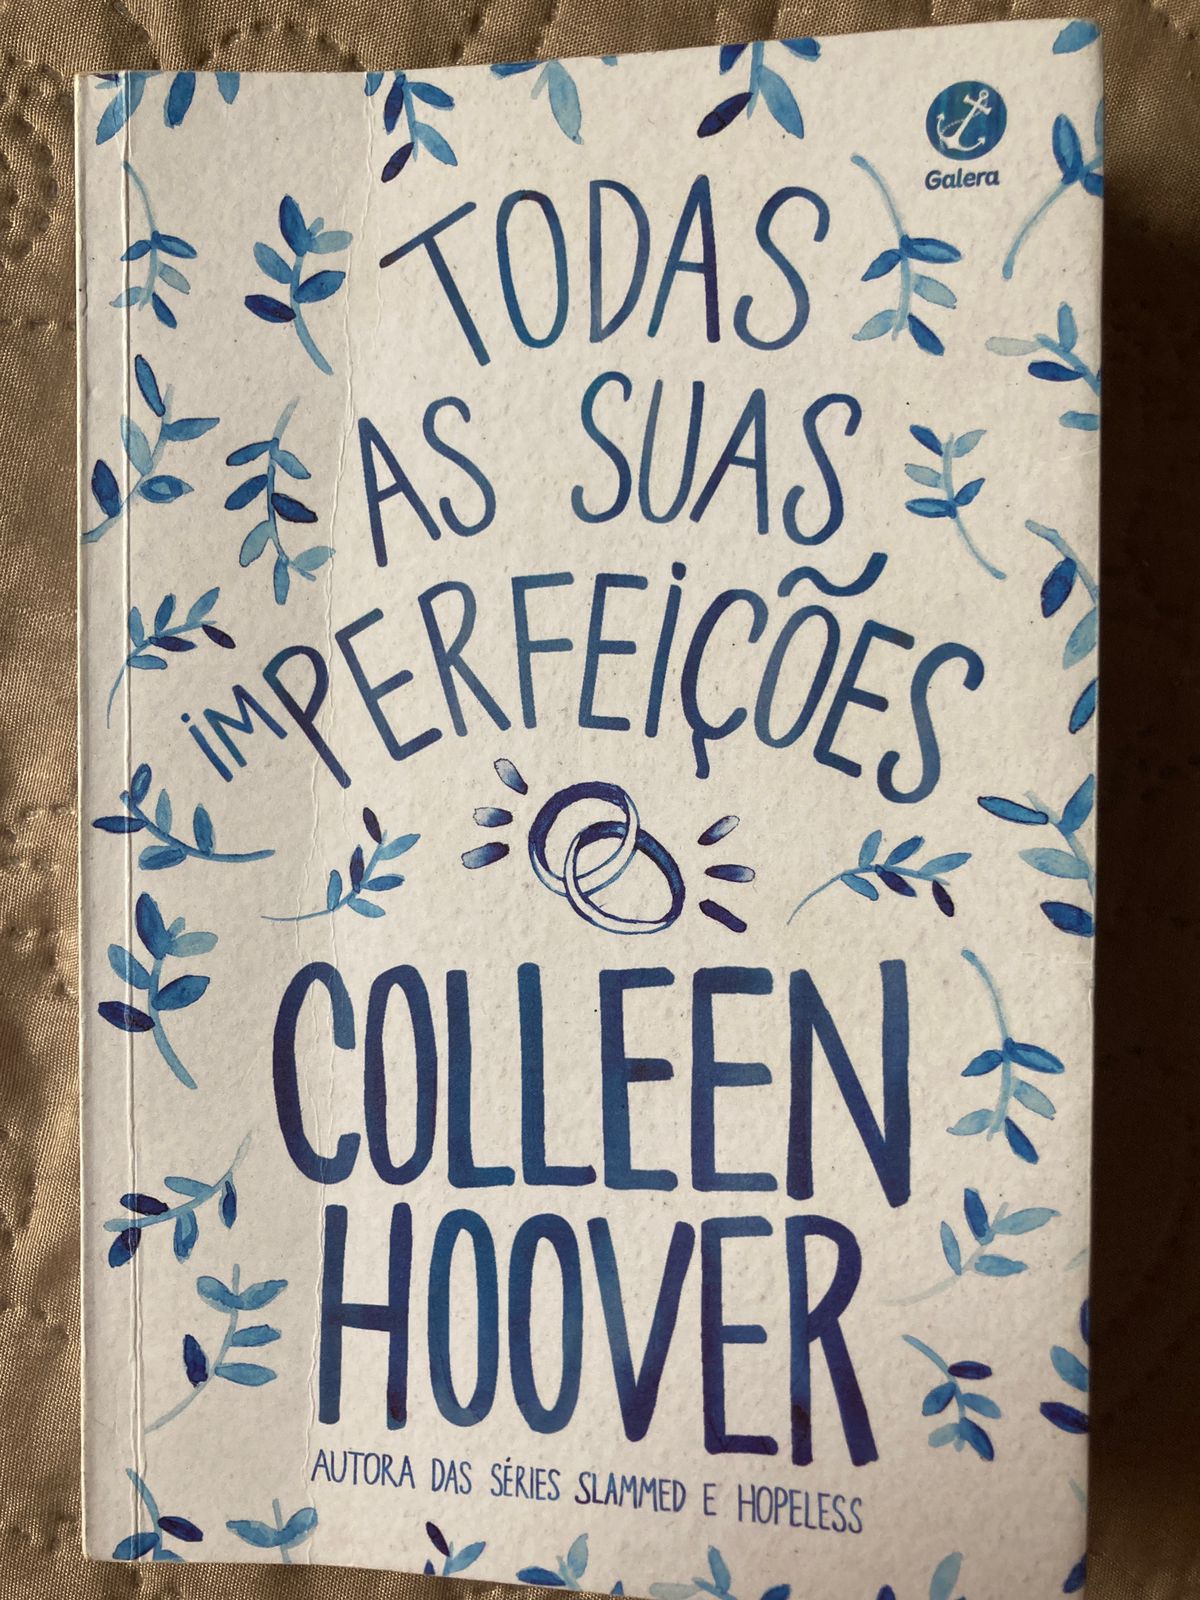 Galera
TODAS
AS SUAS
imPERFEiÇÕES
COLLEEN
HOOVER
AUTORA DAS SÉRIES SLAMMED E HOPELESS